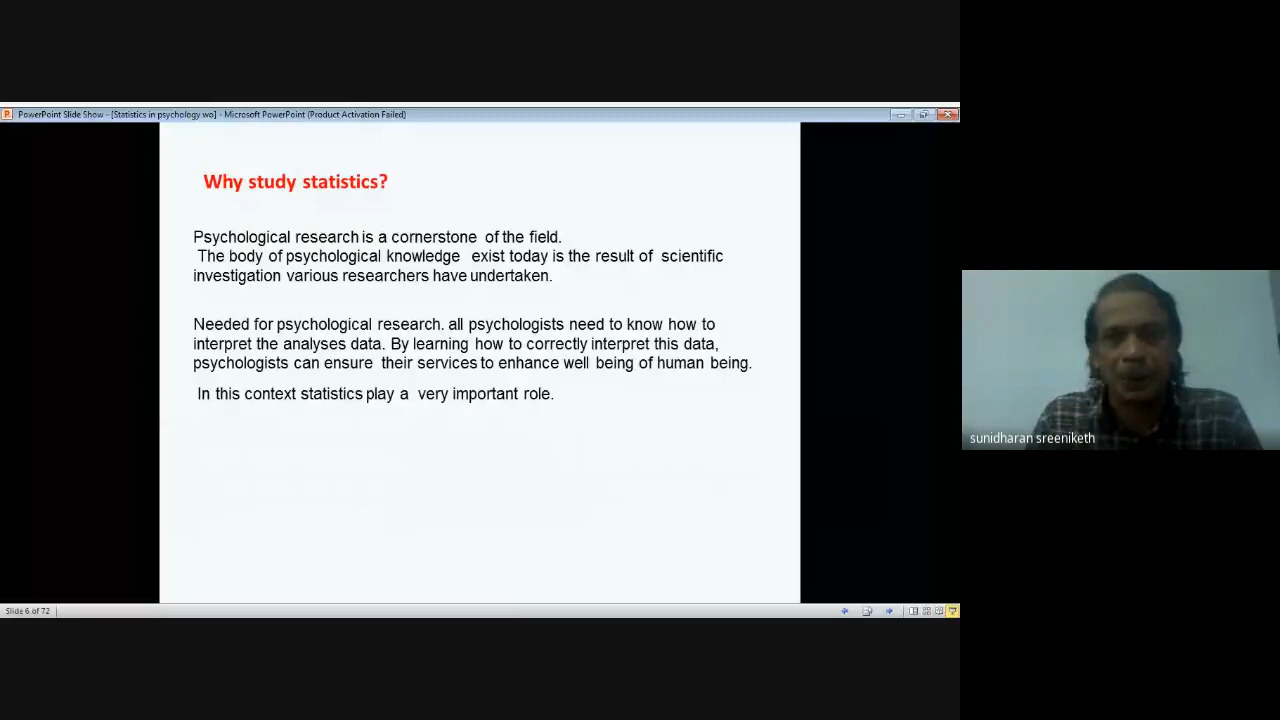 PowerPoint Slide Show - [Statistics in psychology wo] - Microsoft PowerPoint (Product Activation Failed)
Why study statistics?
Psychological research is a cornerstone of the field.
The body of psychological knowledge exist today is the result of scientific
investigation various researchers have undertaken.
Needed for psychological research. all psychologists need to know how to
interpret the analyses data. By learning how to correctly interpret this data,
psychologists can ensure their services to enhance well being of human being.
In this context statistics play a very important role.
sunidharan sreeniketh
Slide 6 of 72